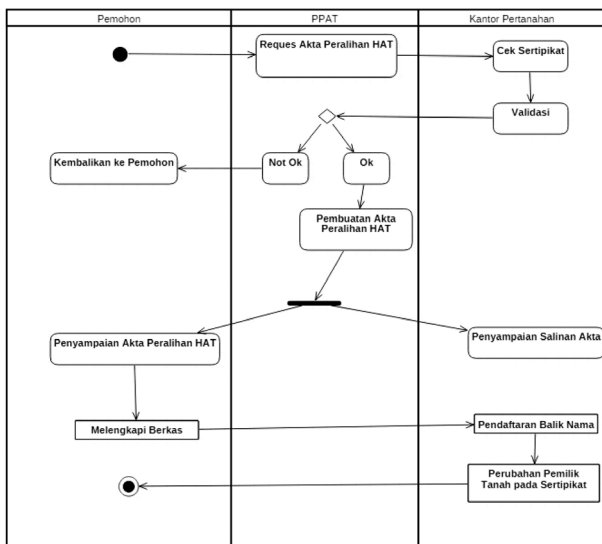 Pemohon
PPAT
Kantor Pertanahan
Reques Akta Peralihan HAT
Cek Sertipikat
Validasi
Kembalikan ke Pemohon
Not Ok
Ok
Pembuatan Akta
Peralihan HAT
Penyampaian Akta Peralihan HAT
Penyampaian Salinan Akta
Melengkapi Berkas
Pendaftaran Balik Nama
Perubahan Pemilik
Tanah pada Sertipikat